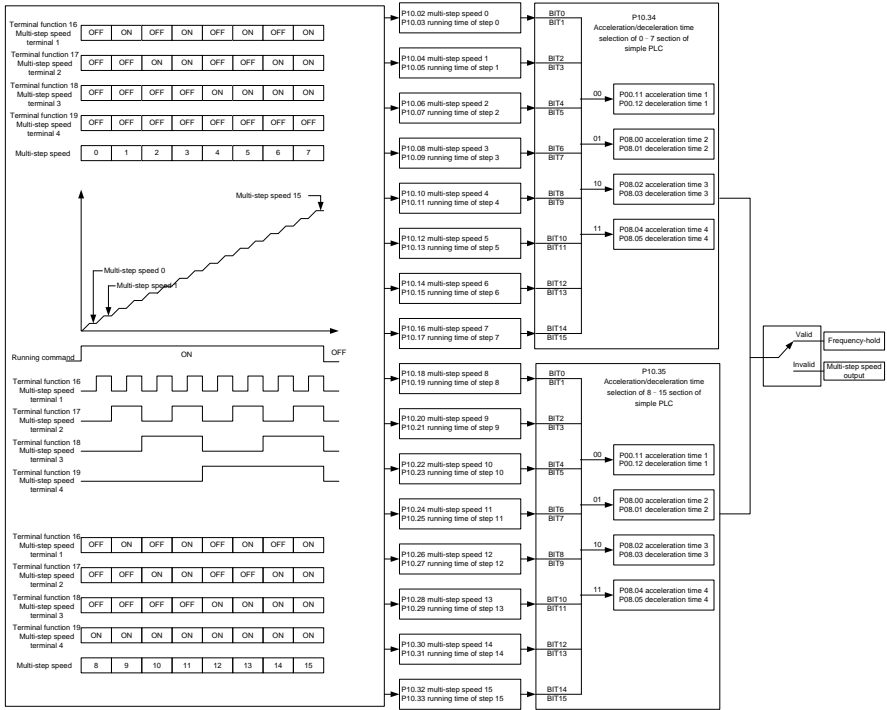 Terminal function 16
Multi-step speed
terminal 1
OFF ON OFF ON OFF ON OFF ON
Terminal function 17
Multi-step speed
terminal 2
OFF OFF ON ON OFF OFF ON ON
Terminal function 18
Multi-step speed
terminal 3
OFF OFF OFF OFF ON ON ON ON
Terminal function 19
Multi-step speed
terminal 4
OFF OFF OFF OFF OFF OFF OFF OFF
Multi-step speed 0 1 2 3 4 5 6 7
Multi-step speed 15
Multi-step speed 0
Multi-step speed 1
Running command
ON
OFF
Terminal function 16
Multi-step speed
terminal 1
Terminal function 17
Multi-step speed
terminal 2
Terminal function 18
Multi-step speed
terminal 3
Terminal function 19
Multi-step speed
terminal 4
Terminal function 16
Multi-step speed
terminal 1
OFF ON OFF ON OFF ON OFF ON
Terminal function 17
Multi-step speed
terminal 2
OFF OFF ON ON OFF OFF ON ON
Terminal function 18
Multi-step speed
terminal 3
OFF OFF OFF OFF ON ON ON ON
Terminal function 19
Multi-step speed
terminal 4
ON ON ON ON ON ON ON ON
Multi-step speed 8 9 10 11 12 13 14 15
P10.02 multi-step speed 0
P10.03 running time of step 0
P10.04 multi-step speed 1
P10.05 running time of step 1
P10.06 multi-step speed 2
P10.07 running time of step 2
P10.08 multi-step speed 3
P10.09 running time of step 3
P10.10 multi-step speed 4
P10.11 running time of step 4
P10.12 multi-step speed 5
P10.13 running time of step 5
P10.14 multi-step speed 6
P10.15 running time of step 6
P10.16 multi-step speed 7
P10.17 running time of step 7
P10.18 multi-step speed 8
P10.19 running time of step 8
P10.20 multi-step speed 9
P10.21 running time of step 9
P10.22 multi-step speed 10
P10.23 running time of step 10
P10.24 multi-step speed 11
P10.25 running time of step 11
P10.26 multi-step speed 12
P10.27 running time of step 12
P10.28 multi-step speed 13
P10.29 running time of step 13
P10.30 multi-step speed 14
P10.31 running time of step 14
P10.32 multi-step speed 15
P10.33 running time of step 15
BIT0
BIT1
BIT2
BIT3
BIT4
BIT5
BIT6
BIT7
BIT8
BIT9
BIT10
BIT11
BIT12
BIT13
BIT14
BIT15
P10.34
Acceleration/deceleration time
selection of 0 - 7 section of
simple PLC
00
P00.11 acceleration time 1
P00.12 deceleration time 1
01
P08.00 acceleration time 2
P08.01 deceleration time 2
10
P08.02 acceleration time 3
P08.03 deceleration time 3
11
P08.04 acceleration time 4
P08.05 deceleration time 4
BIT0
BIT1
BIT2
BIT3
BIT4
BIT5
BIT6
BIT7
BIT8
BIT9
BIT10
BIT11
BIT12
BIT13
BIT14
BIT15
P10.35
Acceleration/deceleration time
selection of 8 - 15 section of
simple PLC
00
P00.11 acceleration time 1
P00.12 deceleration time 1
01
P08.00 acceleration time 2
P08.01 deceleration time 2
10
P08.02 acceleration time 3
P08.03 deceleration time 3
11
P08.04 acceleration time 4
P08.05 deceleration time 4
Valid
Frequency-hold
Invalid
Multi-step speed
output